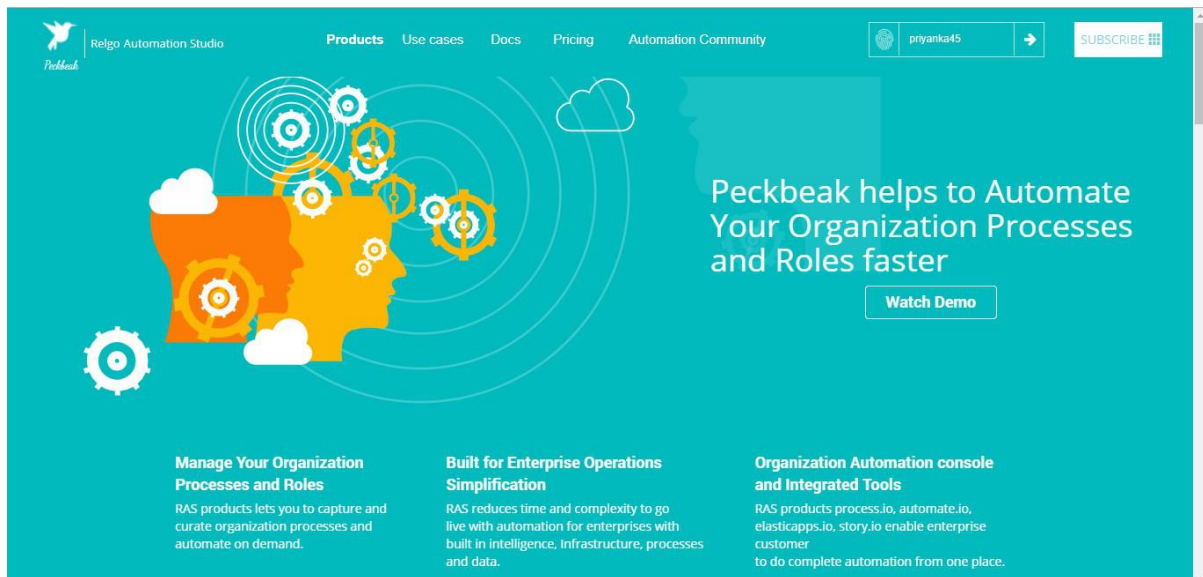 Peckbeak
Relgo Automation Studio
Products
Use cases
Docs
Pricing
Automation Community
priyanka45
SUBSCRIBE
Peckbeak helps to Automate
Your Organization Processes
and Roles faster
Watch Demo
Manage Your Organization
Processes and Roles
RAS products lets you to capture and
curate organization processes and
automate on demand.
Built for Enterprise Operations
Simplification
RAS reduces time and complexity to go
live with automation for enterprises with
built in intelligence, Infrastructure, processes
and data.
Organization Automation console
and Integrated Tools
RAS products process.io, automate.io,
elasticapps.io, story.io enable enterprise
customer
to do complete automation from one place.